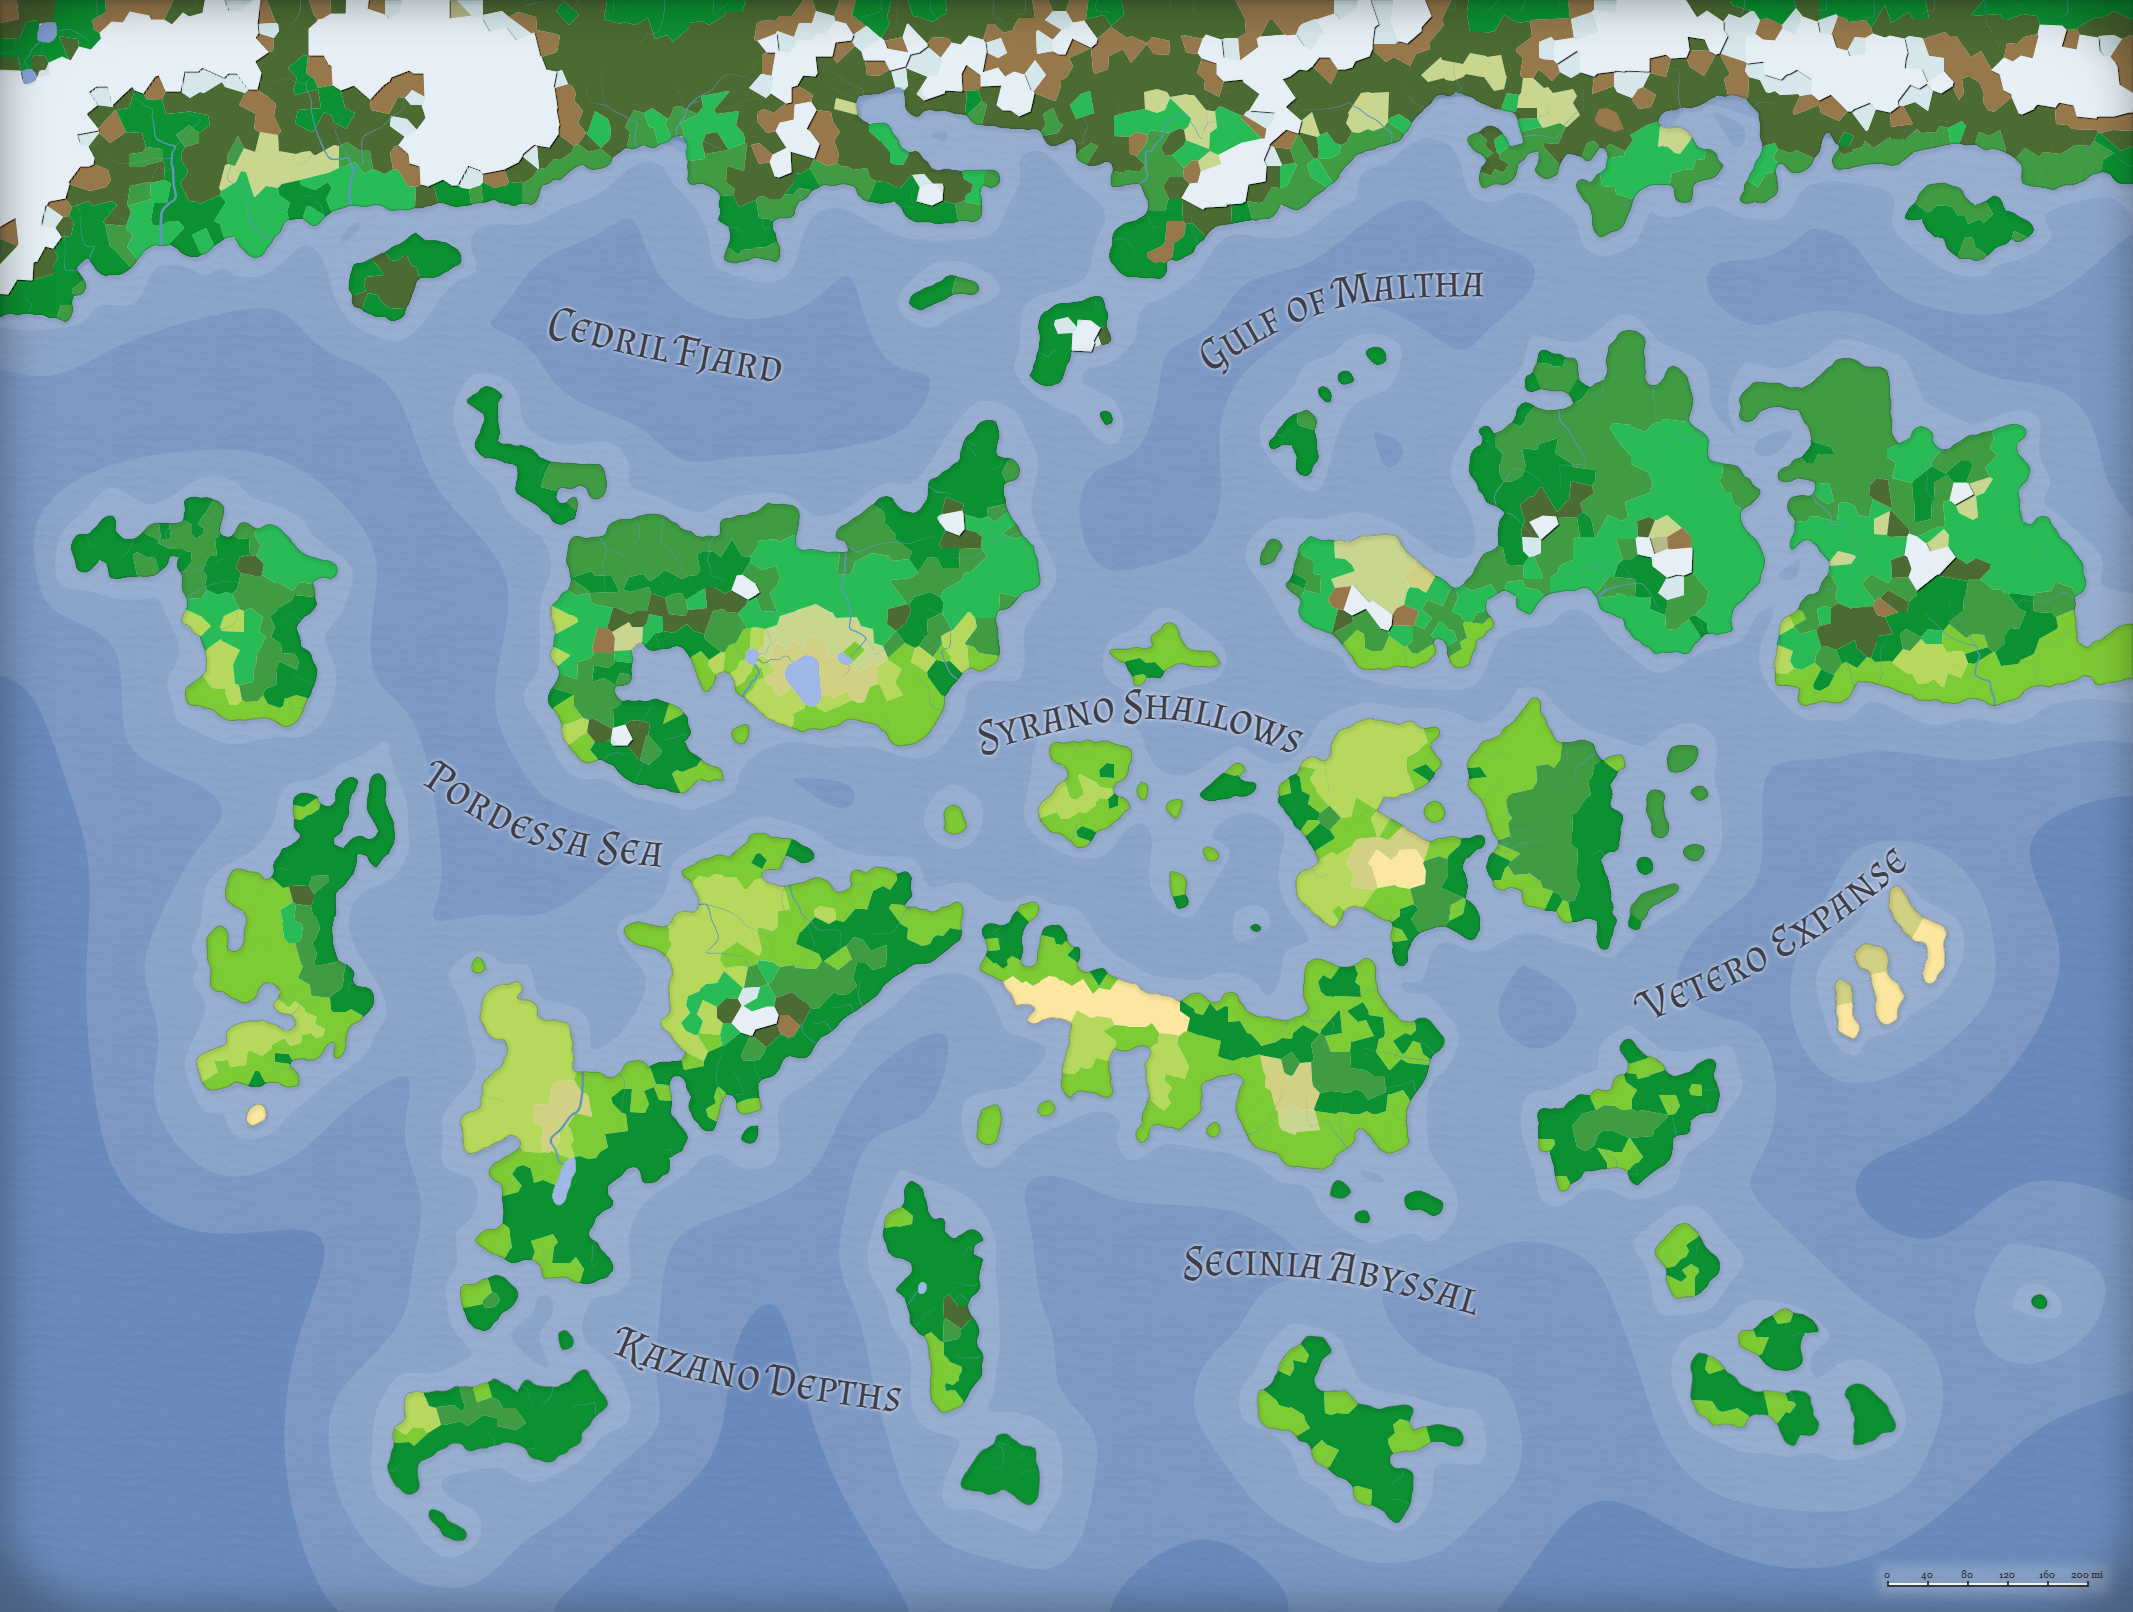 Gulf of Maltha
Cedril Fjard
Syrano Shallows
Pordessa Sea
Vetero Expanse
Secinia Abyssal
Kazano Depths
0 40 80 120 160 200 mi